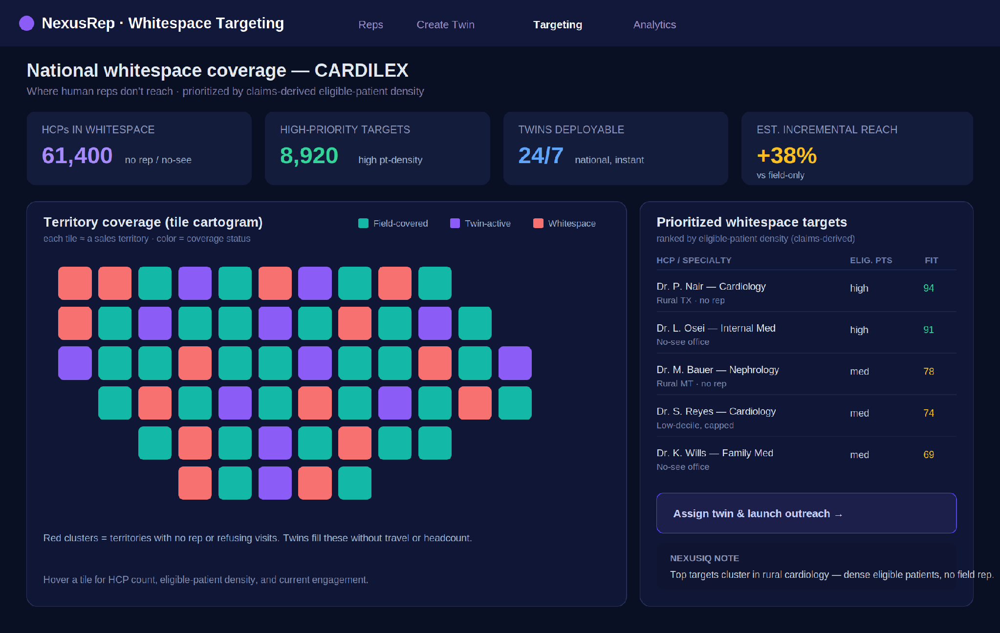 NexusRep · Whitespace Targeting
Reps
Create Twin
Targeting
Analytics
National whitespace coverage — CARDILEX
Where human reps don’t reach · prioritized by claims-derived eligible-patient density
HCPs IN WHITESPACE
61,400 no rep / no-see
HIGH-PRIORITY TARGETS
8,920 high pt-density
TWINS DEPLOYABLE
24/7 national, instant
EST. INCREMENTAL REACH
+38%
vs field-only
Territory coverage (tile cartogram)
each tile ≈ a sales territory · color = coverage status
Field-covered
Twin-active
Whitespace
Red clusters = territories with no rep or refusing visits. Twins fill these without travel or headcount.
Hover a tile for HCP count, eligible-patient density, and current engagement.
Prioritized whitespace targets
ranked by eligible-patient density (claims-derived)
HCP / SPECIALTY ELIG. PTS FIT
Dr. P. Nair — Cardiology high 94
Rural TX · no rep
Dr. L. Osei — Internal Med high 91
No-see office
Dr. M. Bauer — Nephrology med 78
Rural MT · no rep
Dr. S. Reyes — Cardiology med 74
Low-decile, capped
Dr. K. Wills — Family Med med 69
No-see office
Assign twin & launch outreach →
NEXUSIQ NOTE
Top targets cluster in rural cardiology — dense eligible patients, no field rep.